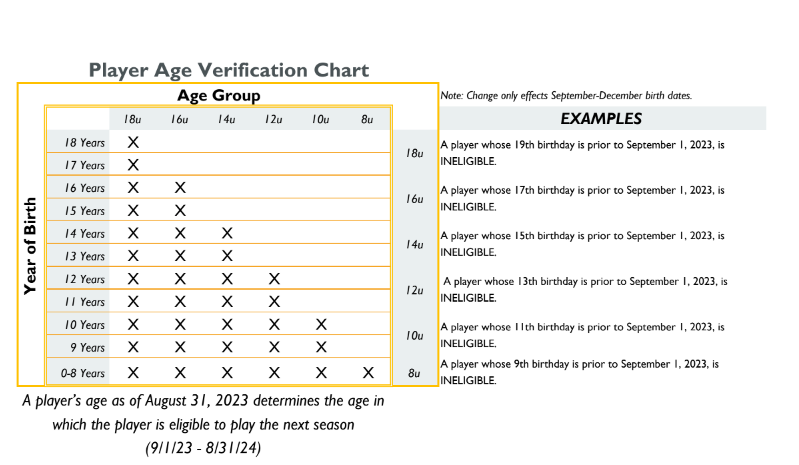 Player Age Verification Chart
Age Group
Note: Change only effects September-December birth dates.
18u 16u 14u 12u 10u 8u
EXAMPLES
Year of Birth
18 Years X
17 Years X
18u
A player whose 19th birthday is prior to September 1, 2023, is
INELIGIBLE.
16 Years X X
15 Years X X
16u
A player whose 17th birthday is prior to September 1, 2023, is
INELIGIBLE.
14 Years X X X
13 Years X X X
14u
A player whose 15th birthday is prior to September 1, 2023, is
INELIGIBLE.
12 Years X X X X
11 Years X X X X
12u
A player whose 13th birthday is prior to September 1, 2023, is
INELIGIBLE.
10 Years X X X X X
9 Years X X X X X
10u
A player whose 11th birthday is prior to September 1, 2023, is
INELIGIBLE.
0-8 Years X X X X X X
8u
A player whose 9th birthday is prior to September 1, 2023, is
INELIGIBLE.
A player's age as of August 31, 2023 determines the age in
which the player is eligible to play the next season
(9/1/23 - 8/31/24)